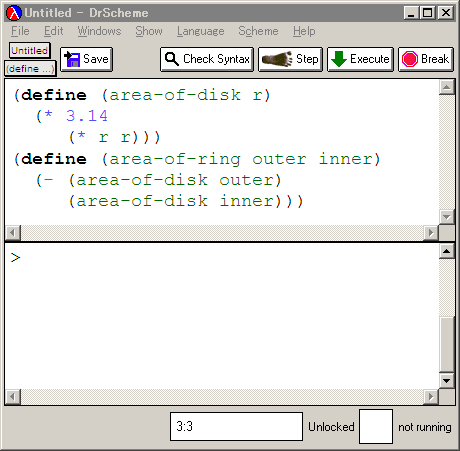 Untitled - DrScheme
File Edit Windows Show Language Scheme Help
Untitled
(define ...)
Save
Check Syntax
Step
Execute
Break
(define (area-of-disk r)
  (* 3.14
     (* r r)))
(define (area-of-ring outer inner)
  (- (area-of-disk outer)
     (area-of-disk inner)))
>
3:3
Unlocked
not running